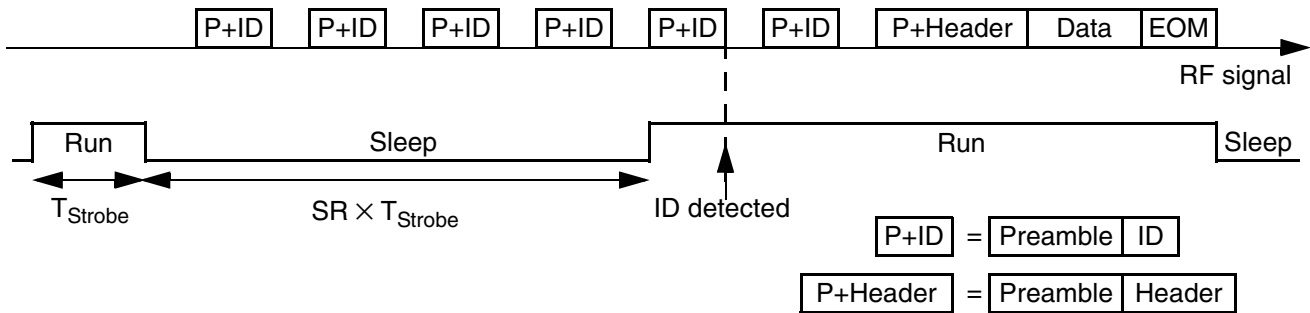 P+ID P+ID P+ID P+ID P+ID P+ID P+Header Data EOM
RF signal
Run Sleep Run Sleep
T_Strobe SR × T_Strobe ID detected
P+ID = Preamble ID
P+Header = Preamble Header